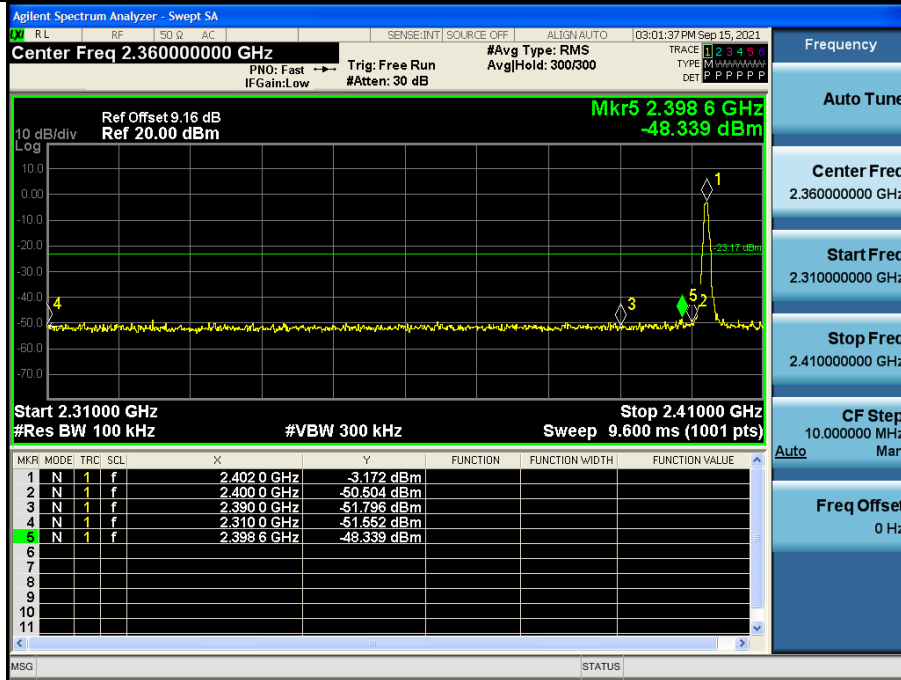 Agilent Spectrum Analyzer - Swept SA
LXI RL RF 50 Ω AC SENSE:INT SOURCE OFF ALIGN AUTO 03:01:37 PM Sep 15, 2021
Center Freq 2.360000000 GHz
PNO: Fast
IFGain:Low
Trig: Free Run
#Atten: 30 dB
#Avg Type: RMS
Avg|Hold: 300/300
TRACE 1 2 3 4 5 6
TYPE M W W W W W
DET P P P P P P
Ref Offset 9.16 dB
10 dB/div Ref 20.00 dBm
Log
Mkr5 2.398 6 GHz
-48.339 dBm
10.0
0.00
-10.0
-20.0
-30.0
-40.0
-50.0
-60.0
-70.0
-23.17 dBm
1
4
3
5
2
Start 2.31000 GHz Stop 2.41000 GHz
#Res BW 100 kHz #VBW 300 kHz Sweep 9.600 ms (1001 pts)
MKR MODE TRC SCL X Y FUNCTION FUNCTION WIDTH FUNCTION VALUE
1 N 1 f 2.402 0 GHz -3.172 dBm
2 N 1 f 2.400 0 GHz -50.504 dBm
3 N 1 f 2.390 0 GHz -51.796 dBm
4 N 1 f 2.310 0 GHz -51.552 dBm
5 N 1 f 2.398 6 GHz -48.339 dBm
6
7
8
9
10
11
MSG STATUS
Frequency
Auto Tune
Center Freq
2.360000000 GHz
Start Freq
2.310000000 GHz
Stop Freq
2.410000000 GHz
CF Step
10.000000 MHz
Auto Man
Freq Offset
0 Hz